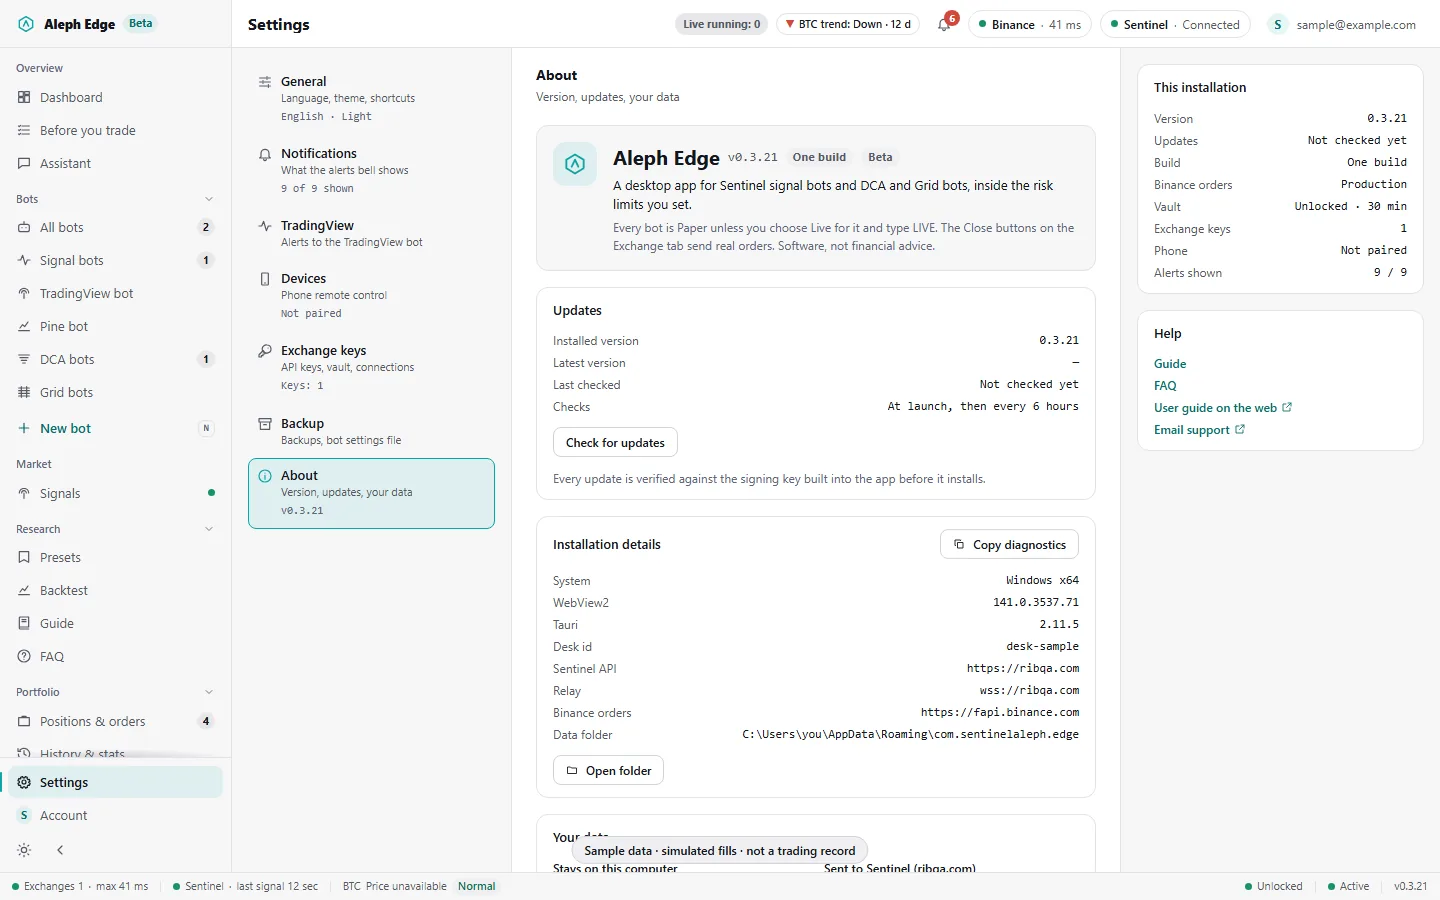 Aleph Edge Beta
Settings
Live running: 0
BTC trend: Down · 12 d
6
Binance · 41 ms
Sentinel · Connected
S sample@example.com
Overview
Dashboard
Before you trade
Assistant
Bots
All bots 2
Signal bots 1
TradingView bot
Pine bot
DCA bots 1
Grid bots
New bot N
Market
Signals
Research
Presets
Backtest
Guide
FAQ
Portfolio
Positions & orders 4
History & stats
Settings
S Account
General
Language, theme, shortcuts
English · Light
Notifications
What the alerts bell shows
9 of 9 shown
TradingView
Alerts to the TradingView bot
Devices
Phone remote control
Not paired
Exchange keys
API keys, vault, connections
Keys: 1
Backup
Backups, bot settings file
About
Version, updates, your data
v0.3.21
About
Version, updates, your data
Aleph Edge v0.3.21 One build Beta
A desktop app for Sentinel signal bots and DCA and Grid bots, inside the risk
limits you set.
Every bot is Paper unless you choose Live for it and type LIVE. The Close buttons on the
Exchange tab send real orders. Software, not financial advice.
Updates
Installed version 0.3.21
Latest version —
Last checked Not checked yet
Checks At launch, then every 6 hours
Check for updates
Every update is verified against the signing key built into the app before it installs.
Installation details Copy diagnostics
System Windows x64
WebView2 141.0.3537.71
Tauri 2.11.5
Desk id desk-sample
Sentinel API https://ribqa.com
Relay wss://ribqa.com
Binance orders https://fapi.binance.com
Data folder C:\Users\you\AppData\Roaming\com.sentinelaleph.edge
Open folder
Your data
Sample data · simulated fills · not a trading record
Stays on this computer Sent to Sentinel (ribqa.com)
This installation
Version 0.3.21
Updates Not checked yet
Build One build
Binance orders Production
Vault Unlocked · 30 min
Exchange keys 1
Phone Not paired
Alerts shown 9 / 9
Help
Guide
FAQ
User guide on the web
Email support
Exchanges 1 · max 41 ms
Sentinel · last signal 12 sec
BTC Price unavailable Normal
Unlocked
Active
v0.3.21